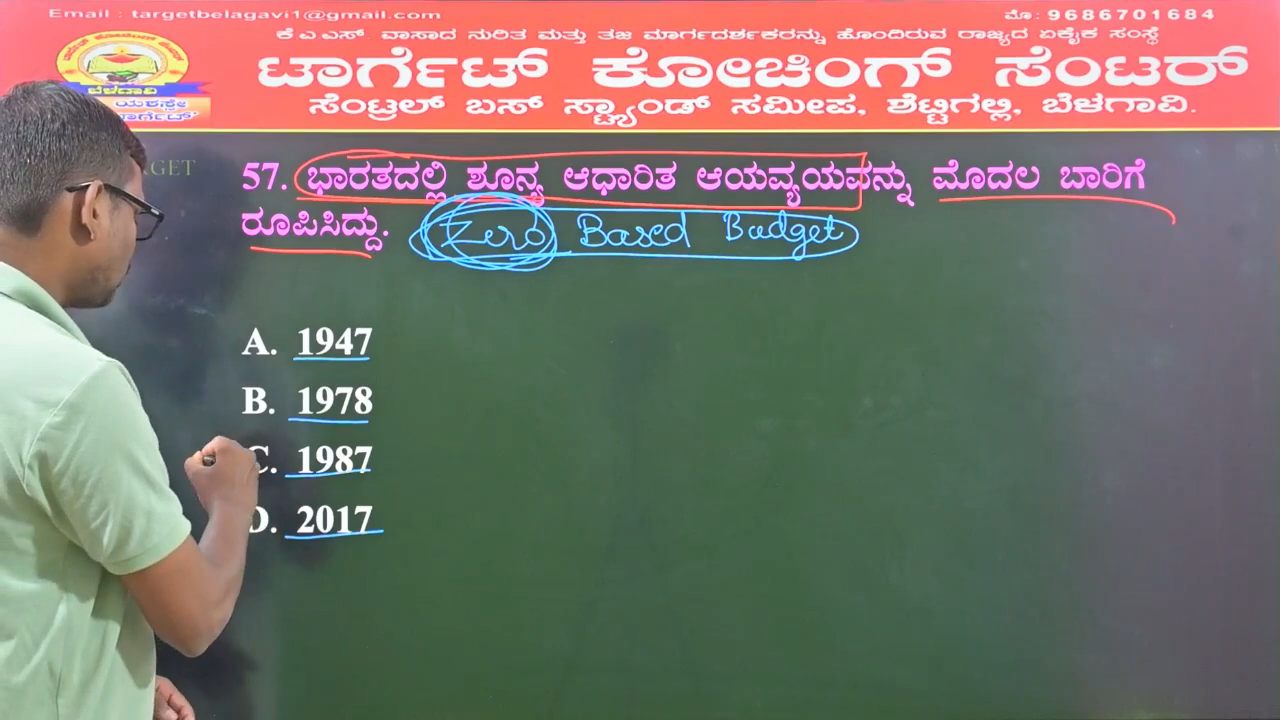 Email : targetbelagavi1@gmail.com
ಮೊ: 9686701684
ಕೆ.ಎ.ಎಸ್. ವಾಸಾದ ನುರಿತ ಮತ್ತು ತಜ್ಞ ಮಾರ್ಗದರ್ಶಕರನ್ನು ಹೊಂದಿರುವ ರಾಜ್ಯದ ಏಕೈಕ ಸಂಸ್ಥೆ
ಟಾರ್ಗೆಟ್ ಕೋಚಿಂಗ್ ಸೆಂಟರ್
ಸೆಂಟ್ರಲ್ ಬಸ್ ಸ್ಟ್ಯಾಂಡ್ ಸಮೀಪ, ಶೆಟ್ಟಿಗಲ್ಲಿ, ಬೆಳಗಾವಿ.
ಬೆಳಗಾವಿ
57. ಭಾರತದಲ್ಲಿ ಶೂನ್ಯ ಆಧಾರಿತ ಆಯವ್ಯಯವನ್ನು ಮೊದಲ ಬಾರಿಗೆ
ರೂಪಿಸಿದ್ದು.
Zero Based Budget
A. 1947
B. 1978
C. 1987
D. 2017